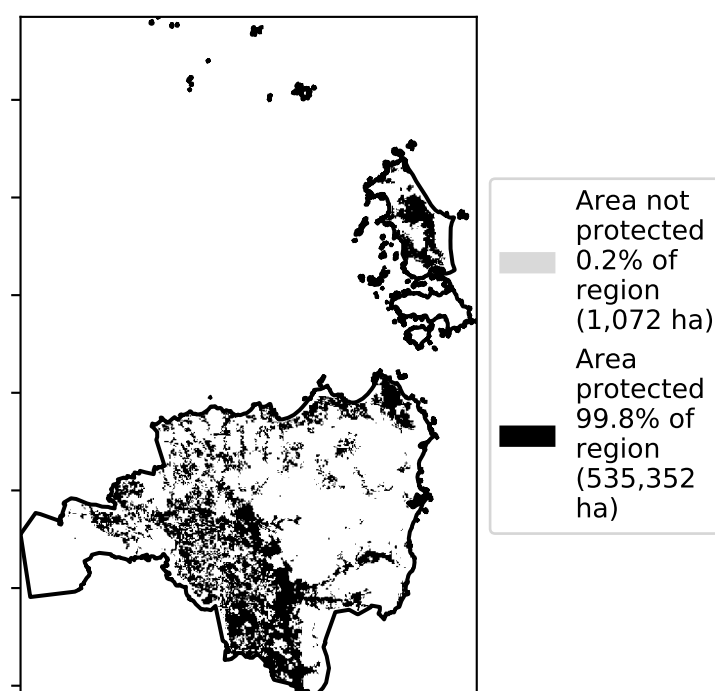 Area not
protected
0.2% of
region
(1,072 ha)
Area
protected
99.8% of
region
(535,352
ha)